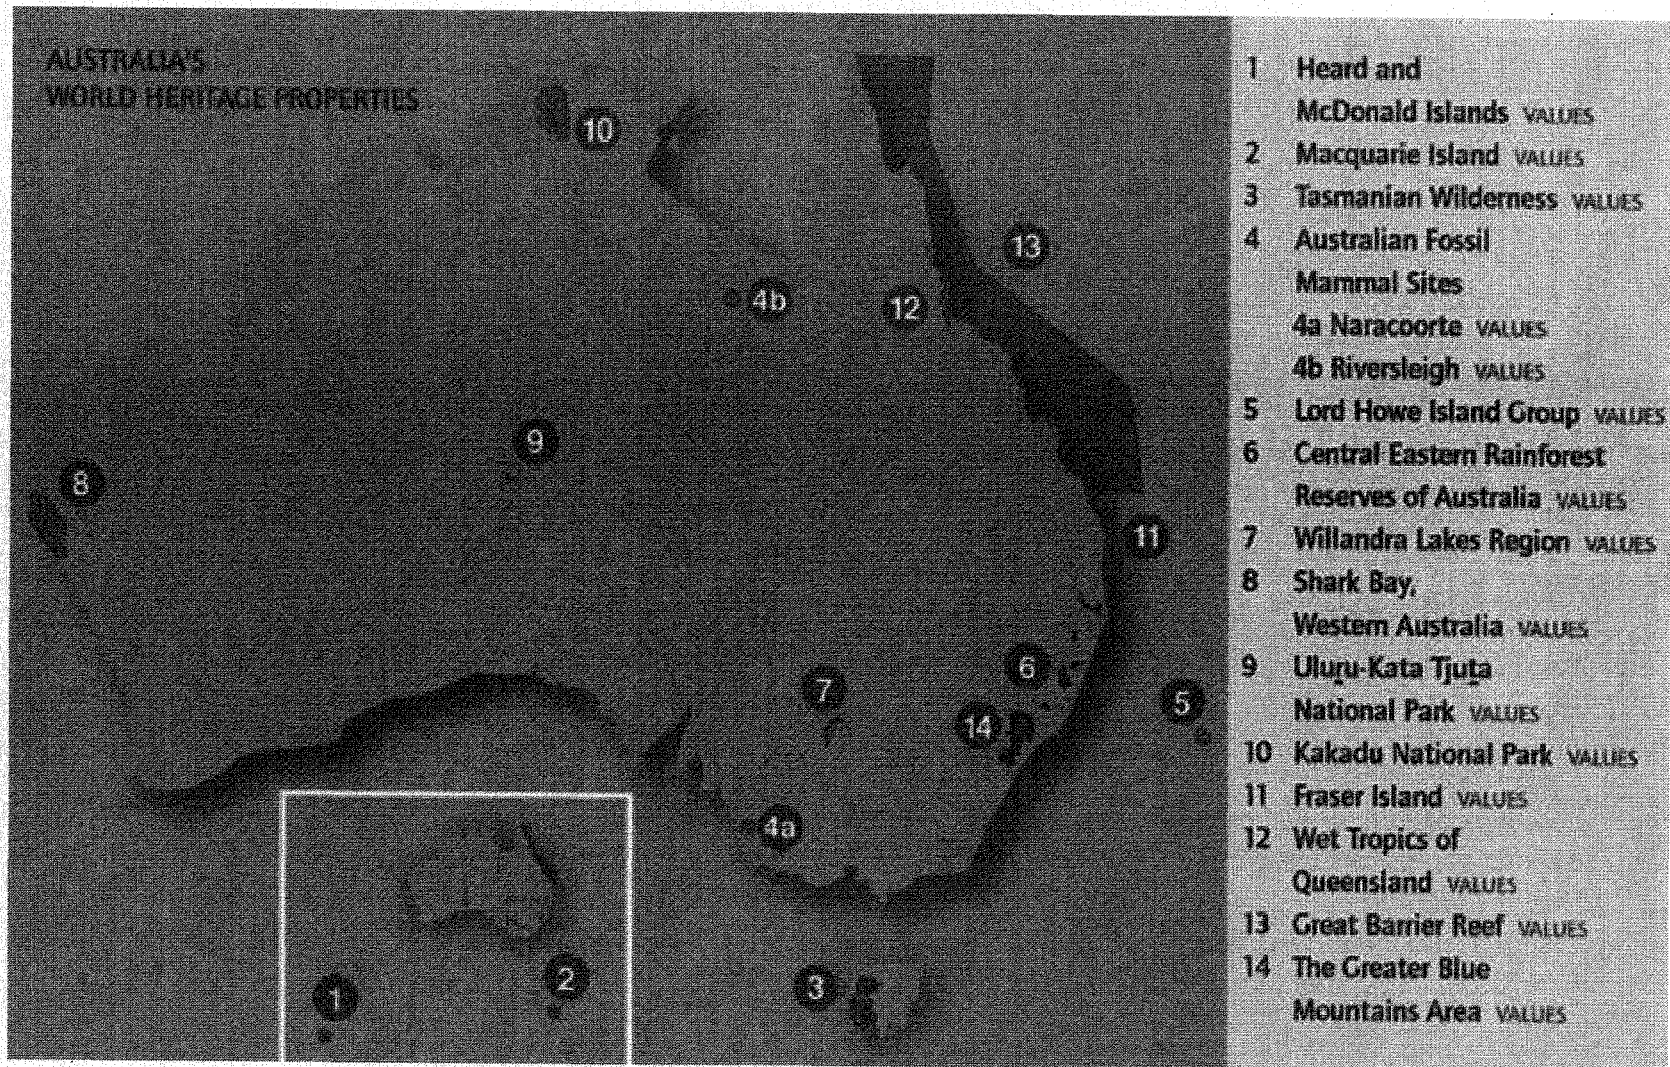 AUSTRALIA'S
WORLD HERITAGE PROPERTIES
10
13
4b
12
9
8
11
6
7
5
14
4a
1
2
3
1 Heard and
McDonald Islands VALUES
2 Macquarie Island VALUES
3 Tasmanian Wilderness VALUES
4 Australian Fossil
Mammal Sites
4a Naracoorte VALUES
4b Riversleigh VALUES
5 Lord Howe Island Group VALUES
6 Central Eastern Rainforest
Reserves of Australia VALUES
7 Willandra Lakes Region VALUES
8 Shark Bay,
Western Australia VALUES
9 Uluṟu-Kata Tjuṯa
National Park VALUES
10 Kakadu National Park VALUES
11 Fraser Island VALUES
12 Wet Tropics of
Queensland VALUES
13 Great Barrier Reef VALUES
14 The Greater Blue
Mountains Area VALUES